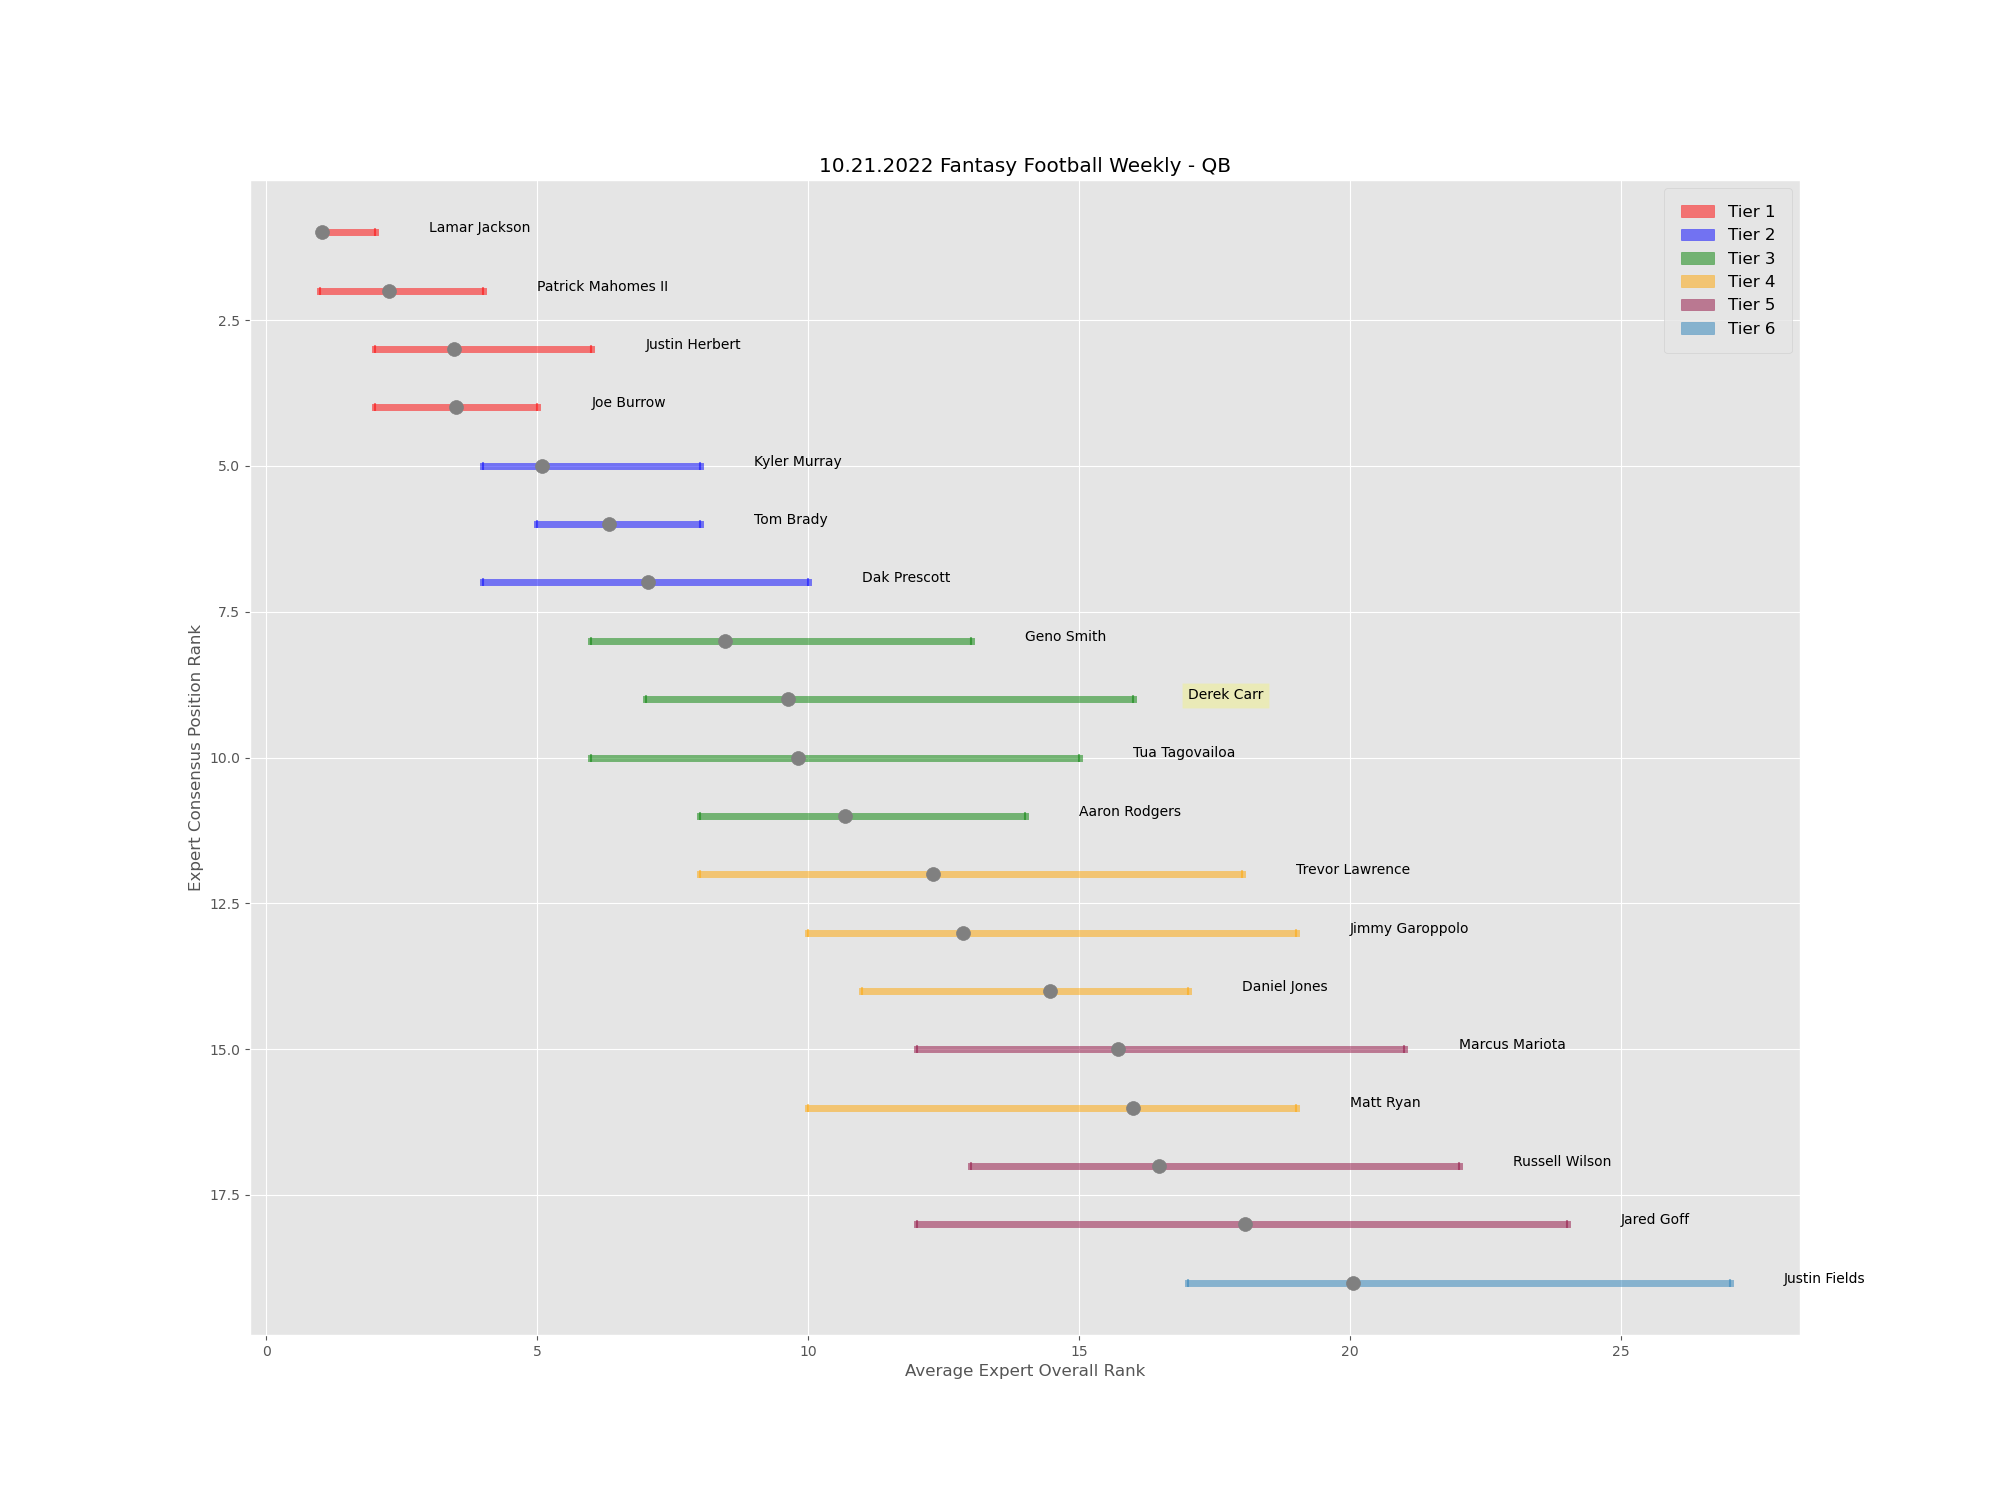 10.21.2022 Fantasy Football Weekly - QB
Tier 1
Tier 2
Tier 3
Tier 4
Tier 5
Tier 6
Lamar Jackson
Patrick Mahomes II
2.5
Justin Herbert
Joe Burrow
5.0
Kyler Murray
Tom Brady
Dak Prescott
7.5
Geno Smith
Derek Carr
10.0
Tua Tagovailoa
Aaron Rodgers
Trevor Lawrence
12.5
Jimmy Garoppolo
Daniel Jones
15.0
Marcus Mariota
Matt Ryan
Russell Wilson
17.5
Jared Goff
Justin Fields
Expert Consensus Position Rank
0 5 10 15 20 25
Average Expert Overall Rank